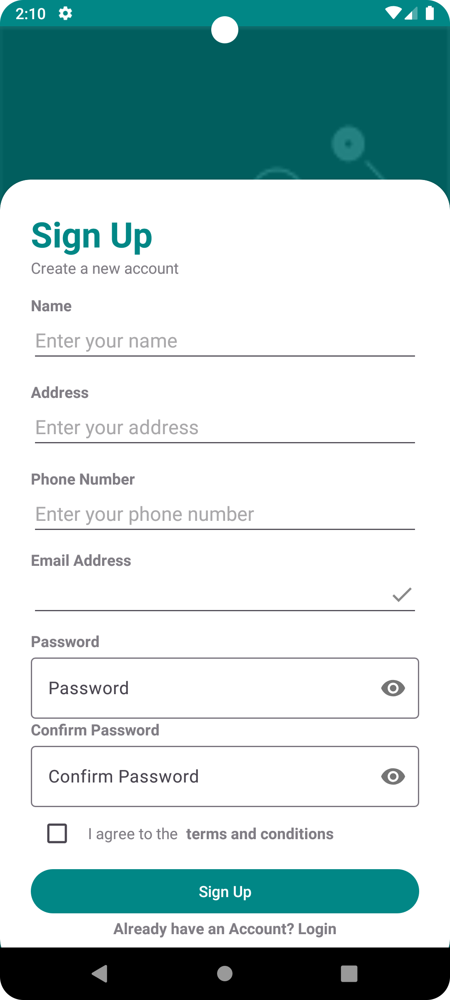 2:10
Sign Up
Create a new account
Name
Enter your name
Address
Enter your address
Phone Number
Enter your phone number
Email Address
Password
Password
Confirm Password
Confirm Password
I agree to the terms and conditions
Sign Up
Already have an Account? Login